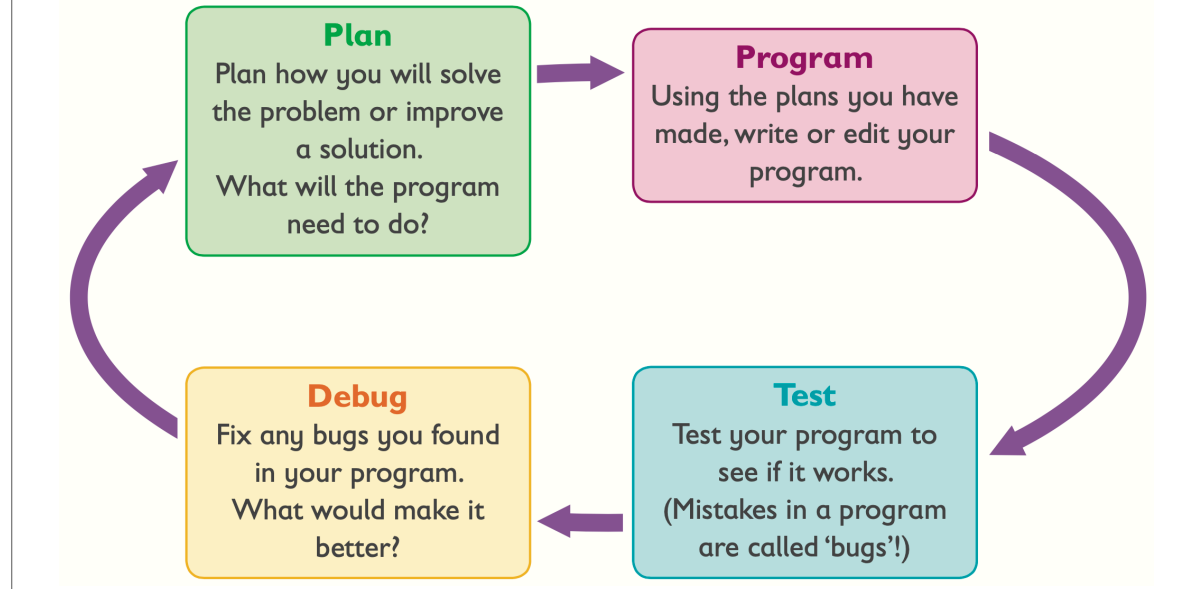 Plan
Plan how you will solve
the problem or improve
a solution.
What will the program
need to do?
Program
Using the plans you have
made, write or edit your
program.
Test
Test your program to
see if it works.
(Mistakes in a program
are called ‘bugs’!)
Debug
Fix any bugs you found
in your program.
What would make it
better?